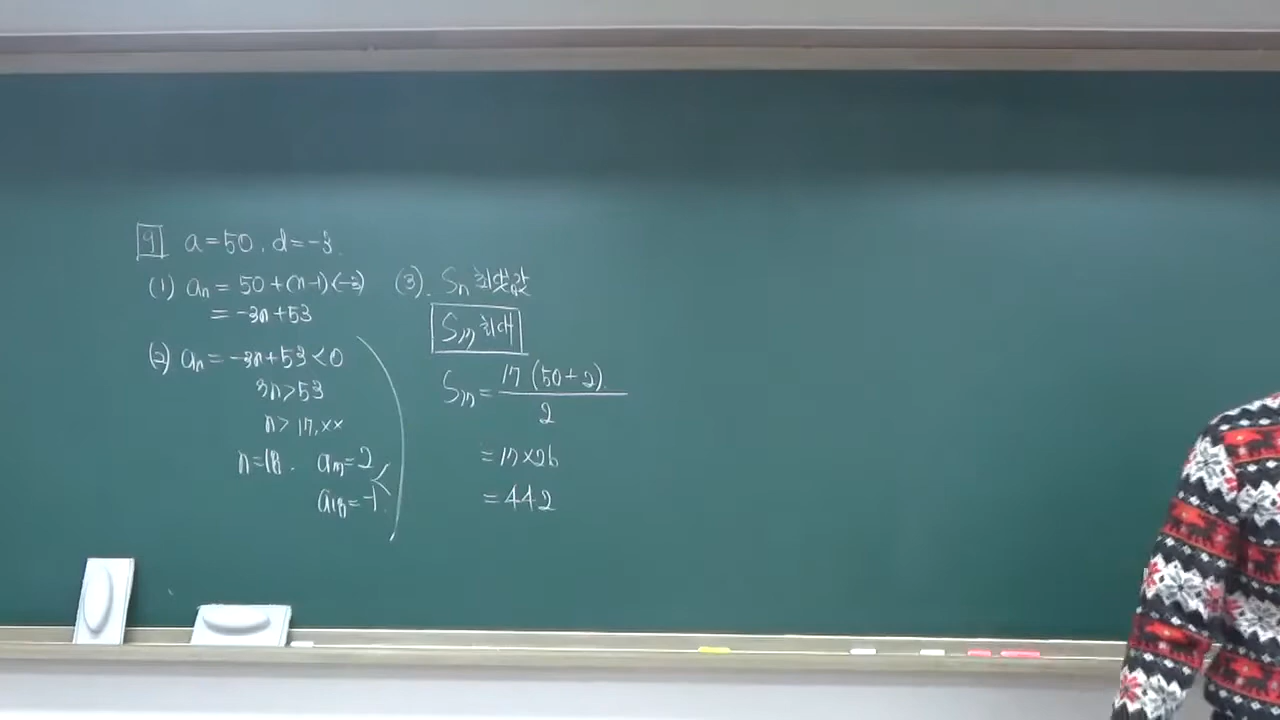 9 a=50, d=-3.
(1) aₙ = 50+(n-1)(-3)
= -3n+53
(2) aₙ = -3n+53<0
3n>53
n>17.××
n=18. a₁₇=2
a₁₈=-1
(3). Sₙ 최댓값
S₁₇ 최대
S₁₇ = 17(50+2) / 2
= 17×26
= 442